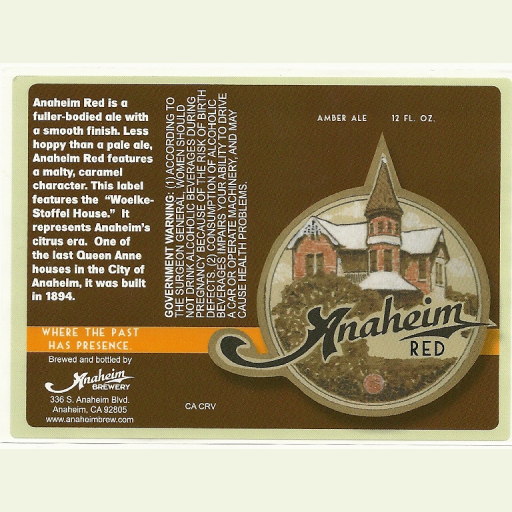 Anaheim Red is a
fuller-bodied ale with
a smooth finish. Less
hoppy than a pale ale,
Anaheim Red features
a malty, caramel
character. This label
features the "Woelke-
Stoffel House." It
represents Anaheim's
citrus era. One of
the last Queen Anne
houses in the City of
Anaheim, it was built
in 1894.
WHERE THE PAST
HAS PRESENCE.
Brewed and bottled by
Anaheim
BREWERY
336 S. Anaheim Blvd.
Anaheim, CA 92805
www.anaheimbrew.com
GOVERNMENT WARNING: (1) ACCORDING TO
THE SURGEON GENERAL, WOMEN SHOULD
NOT DRINK ALCOHOLIC BEVERAGES DURING
PREGNANCY BECAUSE OF THE RISK OF BIRTH
DEFECTS. (2) CONSUMPTION OF ALCOHOLIC
BEVERAGES IMPAIRS YOUR ABILITY TO DRIVE
A CAR OR OPERATE MACHINERY, AND MAY
CAUSE HEALTH PROBLEMS.
CA CRV
AMBER ALE 12 FL. OZ.
Anaheim
RED